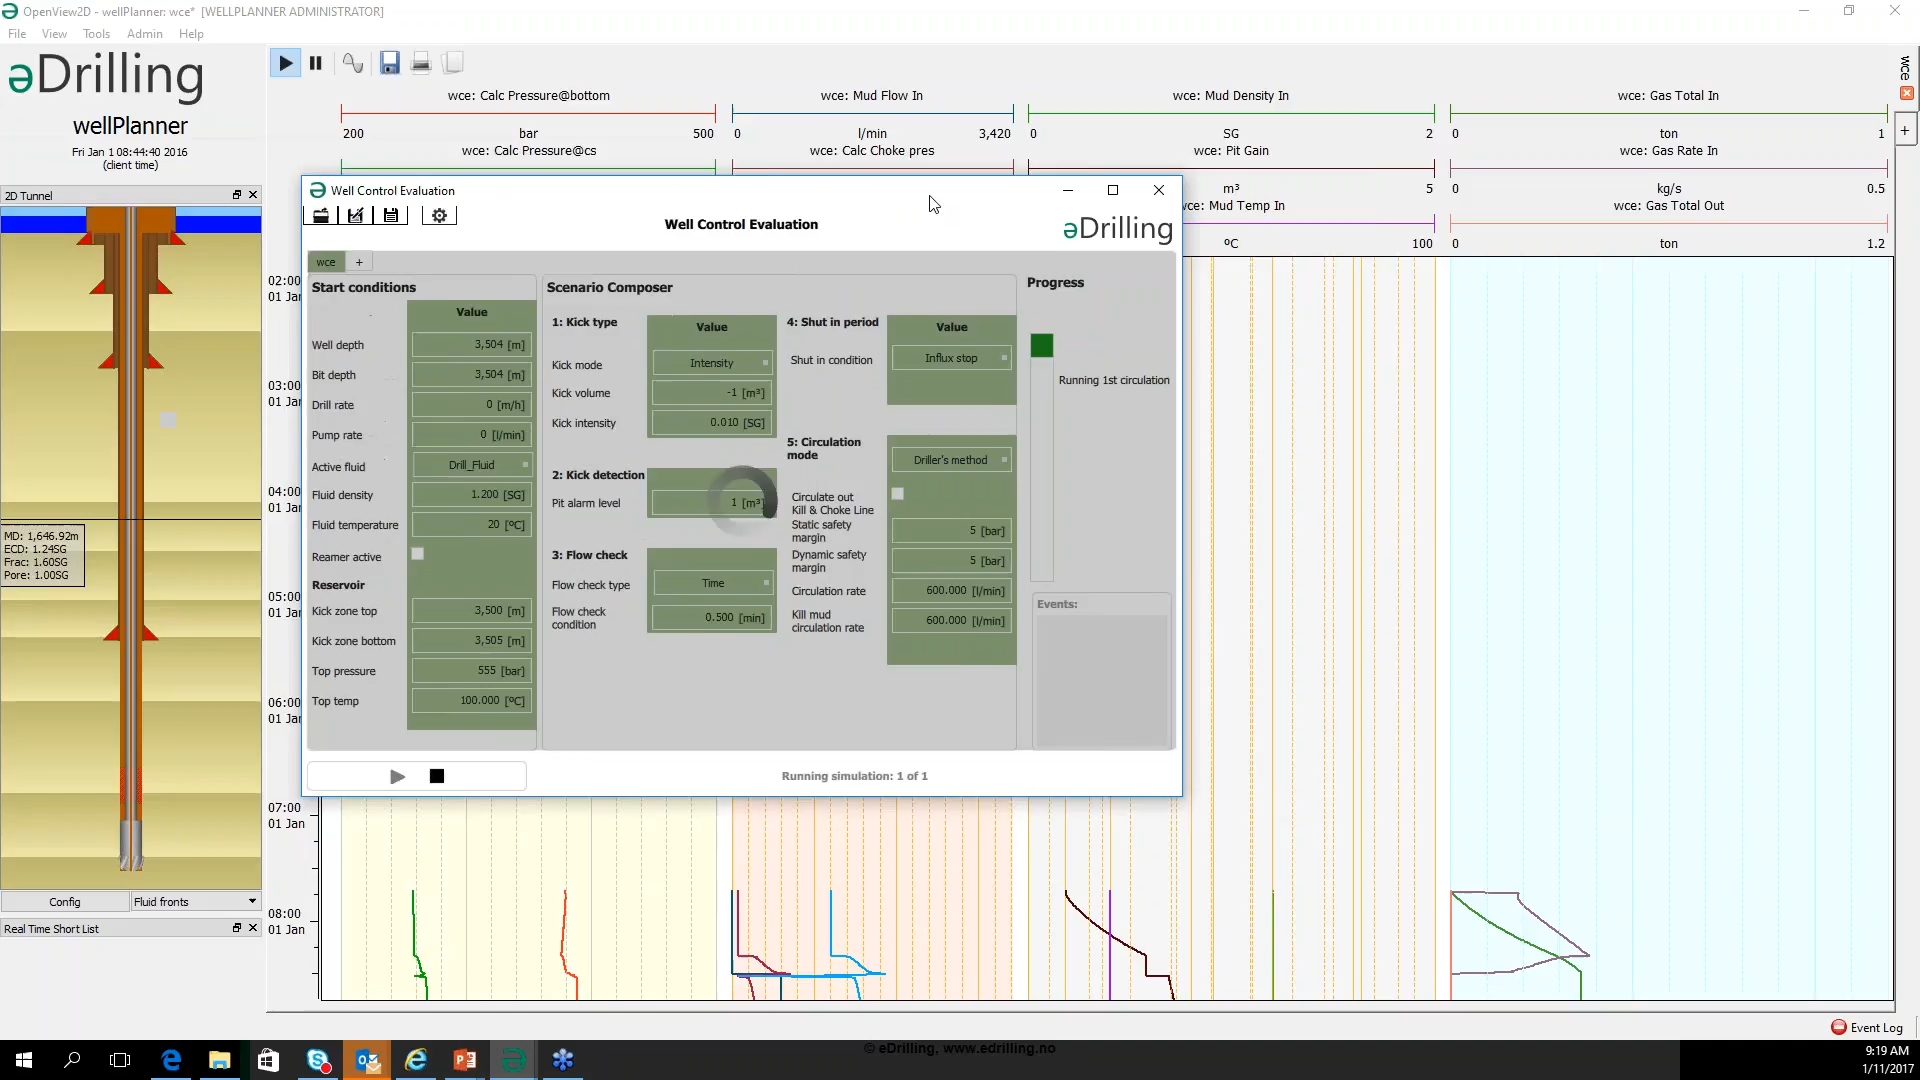 OpenView2D - wellPlanner: wce* [WELLPLANNER ADMINISTRATOR]
File View Tools Admin Help
əDrilling
wellPlanner
Fri Jan 1 08:44:40 2016
(client time)
2D Tunnel
MD: 1,646.92m
ECD: 1.24SG
Frac: 1.60SG
Pore: 1.00SG
Config
Fluid fronts
Real Time Short List
wce: Calc Pressure@bottom
200 bar 500
wce: Calc Pressure@cs
wce: Mud Flow In
0 l/min 3,420
wce: Calc Choke pres
wce: Mud Density In
0 SG 2
wce: Pit Gain
m³ 5
wce: Mud Temp In
ºC 100
wce: Gas Total In
0 ton 1
wce: Gas Rate In
0 kg/s 0.5
wce: Gas Total Out
0 ton 1.2
wce
+
02:00
01 Jan
03:00
01 Jan
04:00
01 Jan
05:00
01 Jan
06:00
01 Jan
07:00
01 Jan
08:00
01 Jan
Well Control Evaluation
Well Control Evaluation
əDrilling
wce +
Start conditions
Value
Well depth 3,504 [m]
Bit depth 3,504 [m]
Drill rate 0 [m/h]
Pump rate 0 [l/min]
Active fluid Drill_Fluid
Fluid density 1.200 [SG]
Fluid temperature 20 [ºC]
Reamer active
Reservoir
Kick zone top 3,500 [m]
Kick zone bottom 3,505 [m]
Top pressure 555 [bar]
Top temp 100.000 [ºC]
Scenario Composer
1: Kick type Value
Kick mode Intensity
Kick volume -1 [m³]
Kick intensity 0.010 [SG]
2: Kick detection
Pit alarm level 1 [m³]
3: Flow check
Flow check type Time
Flow check
condition 0.500 [min]
4: Shut in period Value
Shut in condition Influx stop
5: Circulation
mode Driller's method
Circulate out
Kill & Choke Line
Static safety
margin 5 [bar]
Dynamic safety
margin 5 [bar]
Circulation rate 600.000 [l/min]
Kill mud
circulation rate 600.000 [l/min]
Progress
Running 1st circulation
Events:
Running simulation: 1 of 1
Event Log
© eDrilling, www.edrilling.no
9:19 AM
1/11/2017